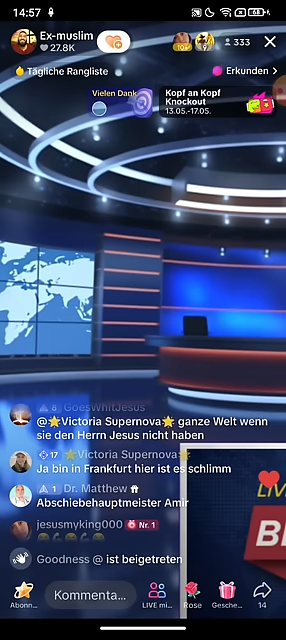 14:57
68
Ex-muslim
27.8K
333
Tägliche Rangliste
Erkunden >
Vielen Dank
Kopf an Kopf
Knockout
13.05.-17.05.
GoesWhitJesus
@🌟Victoria Supernova🌟 ganze Welt wenn
sie den Herrn Jesus nicht haben
17 🌟Victoria Supernova🌟
Ja bin in Frankfurt hier ist es schlimm
1 Dr. Matthew
Abschiebehauptmeister Amir
jesusmyking000 Nr. 1
Goodness @ ist beigetreten
LIV
Abonn...
Kommenta...
LIVE mi...
Rose
Gesche...
14